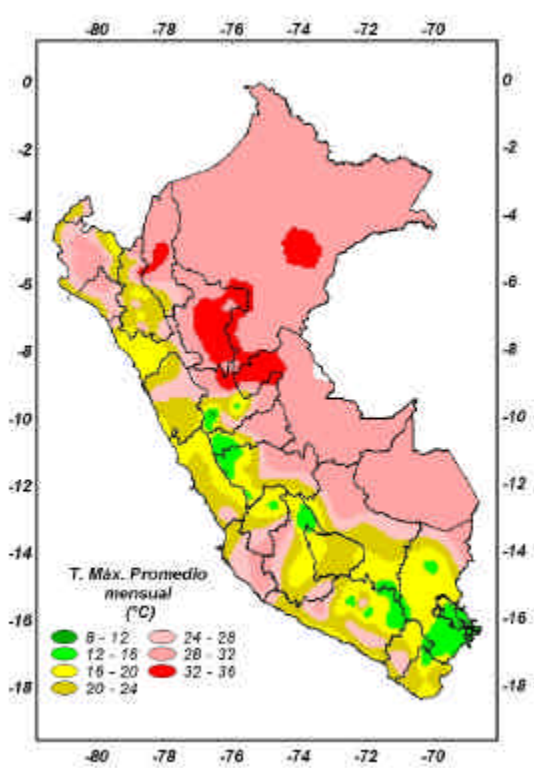 -80 -78 -76 -74 -72 -70
0 0
-2 -2
-4 -4
-6 -6
-8 -8
-10 -10
-12 -12
-14 -14
-16 -16
-18 -18
T. Máx. Promedio
mensual
(°C)
8 - 12 24 - 28
12 - 16 28 - 32
16 - 20 32 - 36
20 - 24
-80 -78 -76 -74 -72 -70